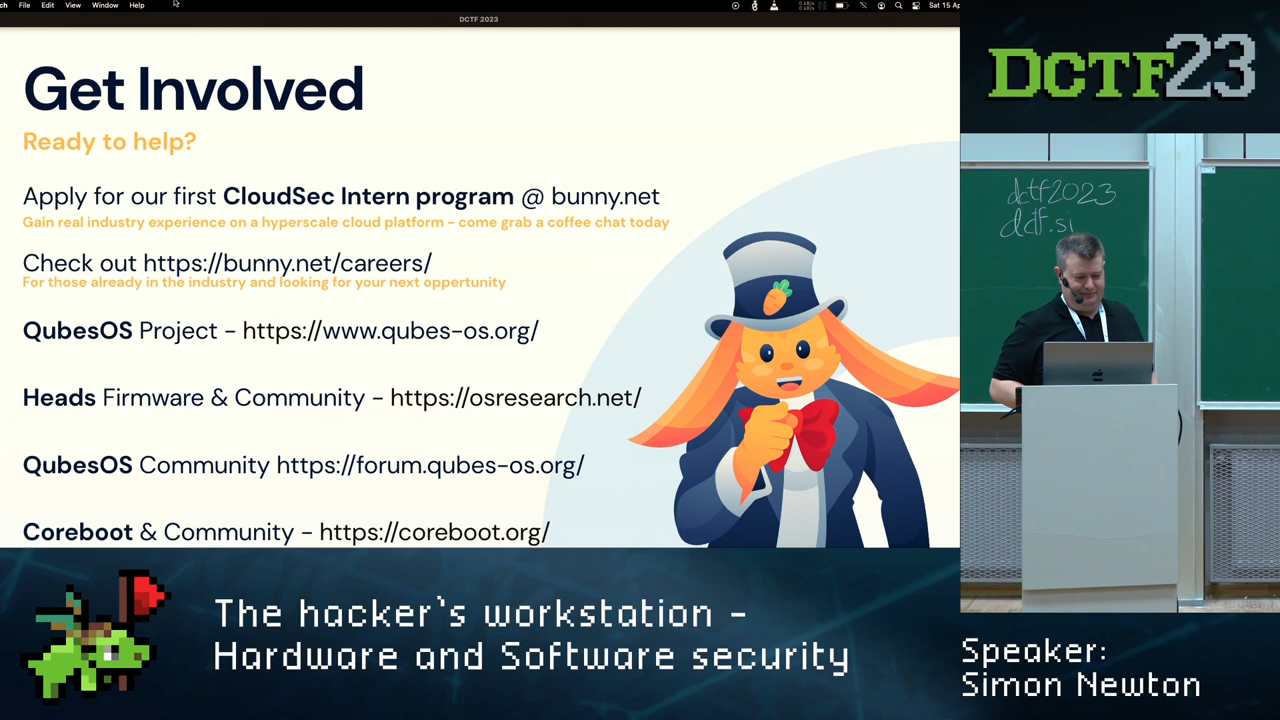 File Edit View Window Help
Sat 15 Ap
DCTF 2023
Get Involved
Ready to help?
Apply for our first CloudSec Intern program @ bunny.net
Gain real industry experience on a hyperscale cloud platform - come grab a coffee chat today
Check out https://bunny.net/careers/
For those already in the industry and looking for your next opportunity
QubesOS Project - https://www.qubes-os.org/
Heads Firmware & Community - https://osresearch.net/
QubesOS Community https://forum.qubes-os.org/
Coreboot & Community - https://coreboot.org/
DCTF23
dctf2023
dctf.si
The hacker`s workstation -
Hardware and Software security
Speaker:
Simon Newton